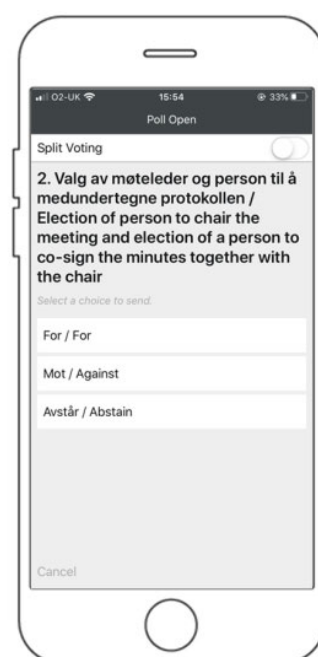 O2-UK 15:54 33%
Poll Open
Split Voting
2. Valg av møteleder og person til å
medundertegne protokollen /
Election of person to chair the
meeting and election of a person to
co-sign the minutes together with
the chair
Select a choice to send.
For / For
Mot / Against
Avstår / Abstain
Cancel